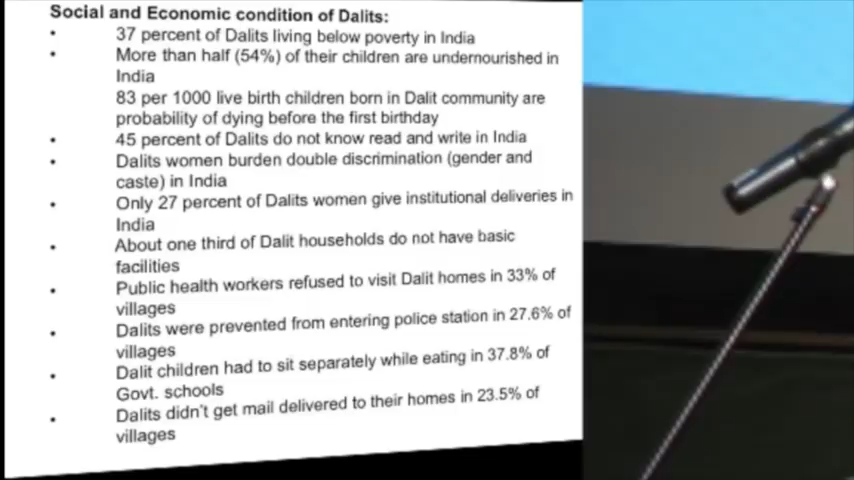 Social and Economic condition of Dalits:
• 37 percent of Dalits living below poverty in India
• More than half (54%) of their children are undernourished in
India
83 per 1000 live birth children born in Dalit community are
probability of dying before the first birthday
• 45 percent of Dalits do not know read and write in India
• Dalits women burden double discrimination (gender and
caste) in India
• Only 27 percent of Dalits women give institutional deliveries in
India
• About one third of Dalit households do not have basic
facilities
• Public health workers refused to visit Dalit homes in 33% of
villages
• Dalits were prevented from entering police station in 27.6% of
villages
• Dalit children had to sit separately while eating in 37.8% of
Govt. schools
• Dalits didn't get mail delivered to their homes in 23.5% of
villages